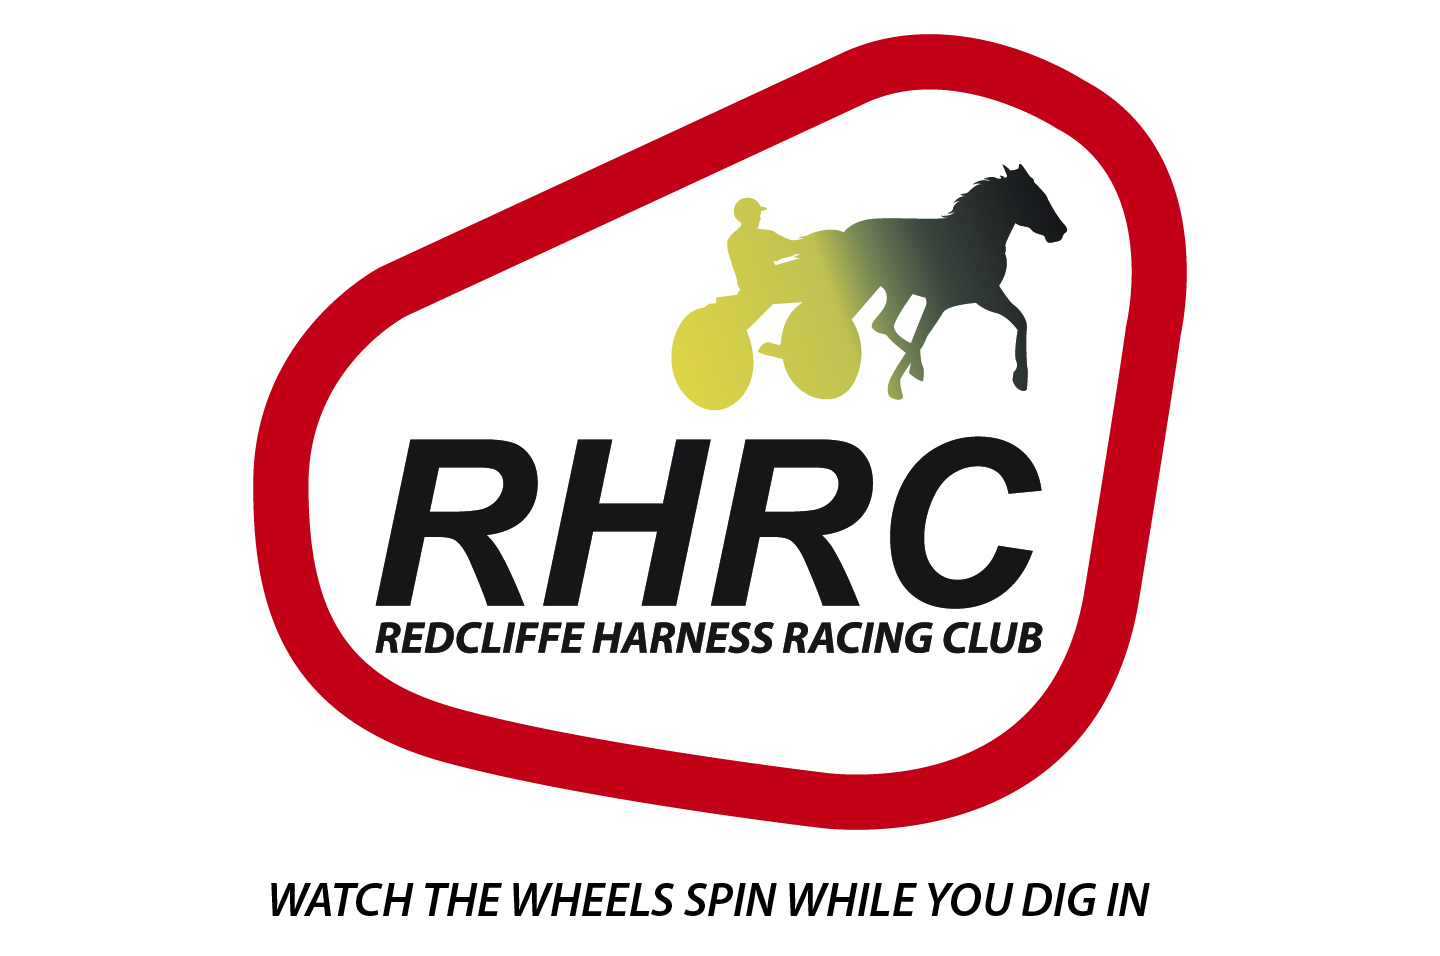 RHRC
REDCLIFFE HARNESS RACING CLUB
WATCH THE WHEELS SPIN WHILE YOU DIG IN